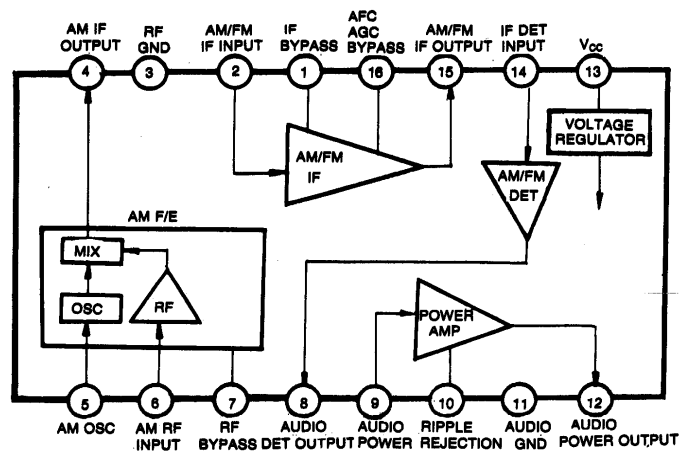 AM IF
OUTPUT
RF
GND
AM/FM
IF INPUT
IF
BYPASS
AFC
AGC
BYPASS
AM/FM
IF OUTPUT
IF DET
INPUT
Vcc
4
3
2
1
16
15
14
13
VOLTAGE
REGULATOR
AM/FM
IF
AM/FM
DET
AM F/E
MIX
OSC
RF
POWER
AMP
5
6
7
8
9
10
11
12
AM OSC
AM RF
INPUT
RF
BYPASS
AUDIO
DET OUTPUT
AUDIO
POWER
RIPPLE
REJECTION
AUDIO
GND
AUDIO
POWER OUTPUT